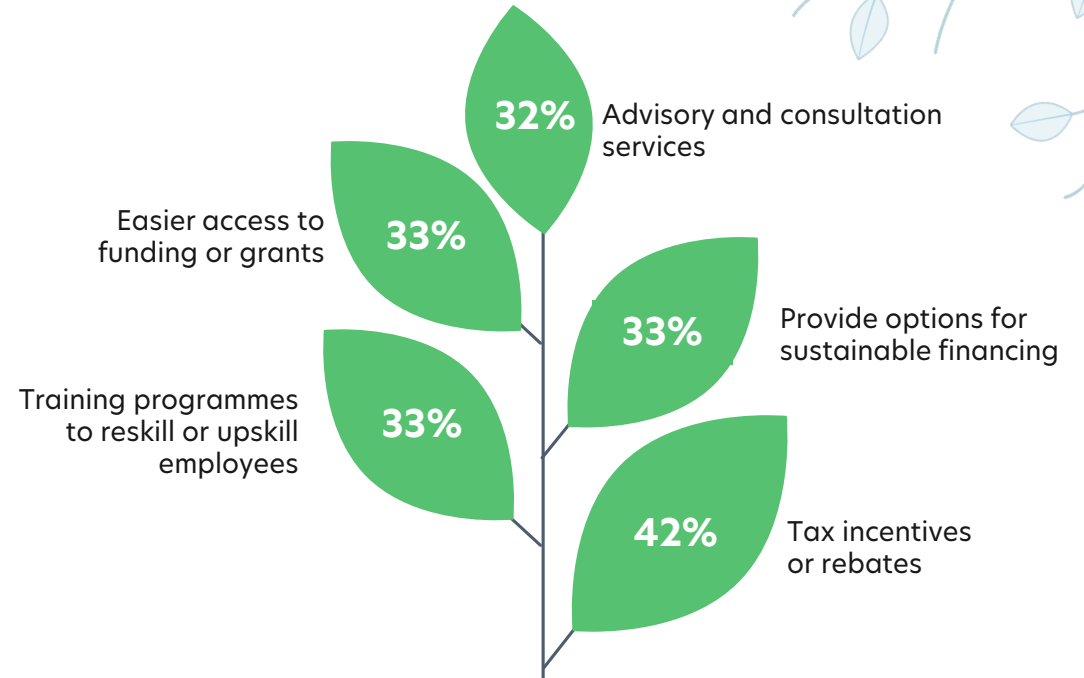 32%
Advisory and consultation
services
Easier access to
funding or grants
33%
33%
Provide options for
sustainable financing
Training programmes
to reskill or upskill
employees
33%
42%
Tax incentives
or rebates